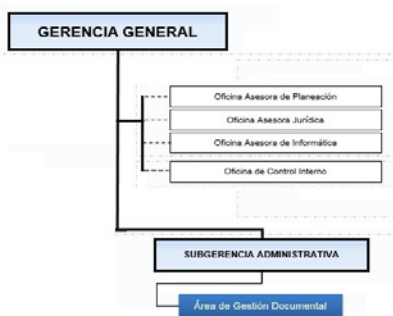 GERENCIA GENERAL
Oficina Asesora de Planeación
Oficina Asesora Jurídica
Oficina Asesora de Informática
Oficina de Control Interno
SUBGERENCIA ADMINISTRATIVA
Área de Gestión Documental